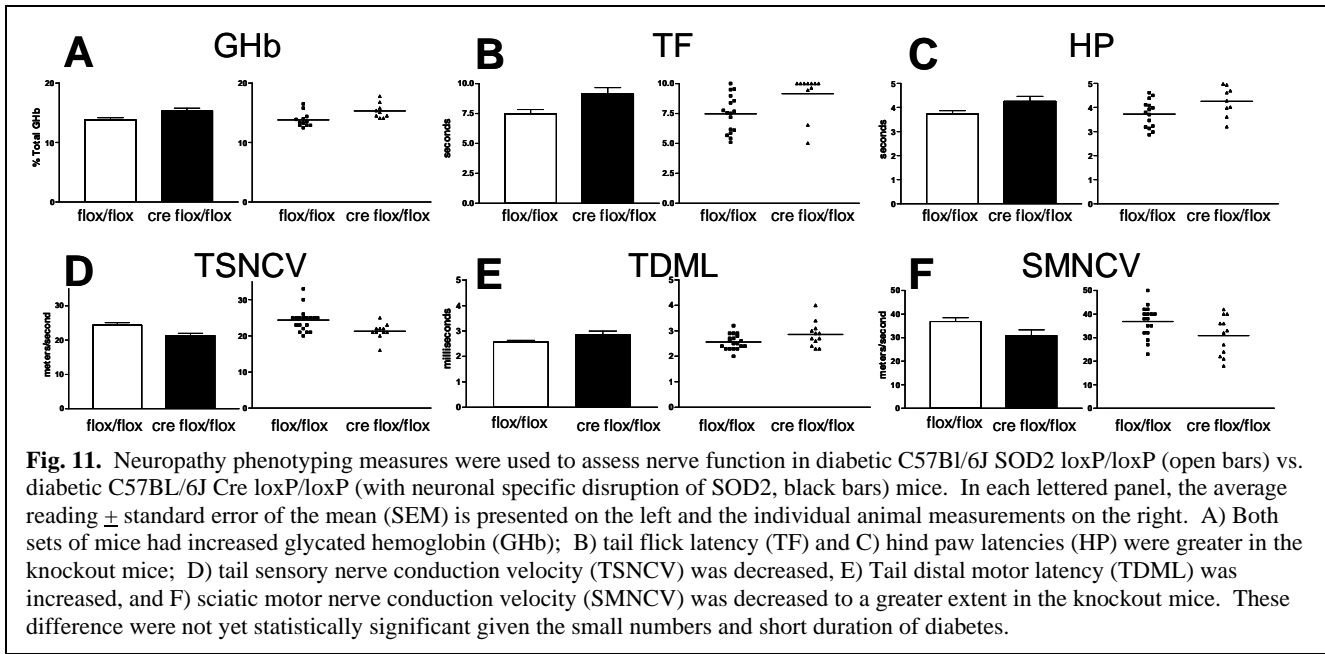 A GHb
B TF
C HP
20
10
0
% Total GHb
flox/flox cre flox/flox
20
10
0
flox/flox cre flox/flox
10.0
7.5
5.0
2.5
0.0
seconds
flox/flox cre flox/flox
10.0
7.5
5.0
2.5
0.0
flox/flox cre flox/flox
5
4
3
2
1
0
seconds
flox/flox cre flox/flox
5
4
3
2
1
0
flox/flox cre flox/flox
D TSNCV
E TDML
F SMNCV
30
20
10
0
meters/second
flox/flox cre flox/flox
30
20
10
0
flox/flox cre flox/flox
5
4
3
2
1
0
milliseconds
flox/flox cre flox/flox
5
4
3
2
1
0
flox/flox cre flox/flox
50
40
30
20
10
0
meters/second
flox/flox cre flox/flox
50
40
30
20
10
0
flox/flox cre flox/flox
Fig. 11. Neuropathy phenotyping measures were used to assess nerve function in diabetic C57Bl/6J SOD2 loxP/loxP (open bars) vs.
diabetic C57BL/6J Cre loxP/loxP (with neuronal specific disruption of SOD2, black bars) mice. In each lettered panel, the average
reading + standard error of the mean (SEM) is presented on the left and the individual animal measurements on the right. A) Both
sets of mice had increased glycated hemoglobin (GHb); B) tail flick latency (TF) and C) hind paw latencies (HP) were greater in the
knockout mice; D) tail sensory nerve conduction velocity (TSNCV) was decreased, E) Tail distal motor latency (TDML) was
increased, and F) sciatic motor nerve conduction velocity (SMNCV) was decreased to a greater extent in the knockout mice. These
difference were not yet statistically significant given the small numbers and short duration of diabetes.